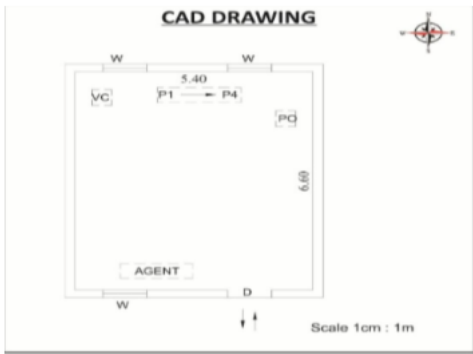 CAD DRAWING
N
W
S
W W
5.40
VC P1 P4
PO
6.60
AGENT
D
W
Scale 1cm : 1m